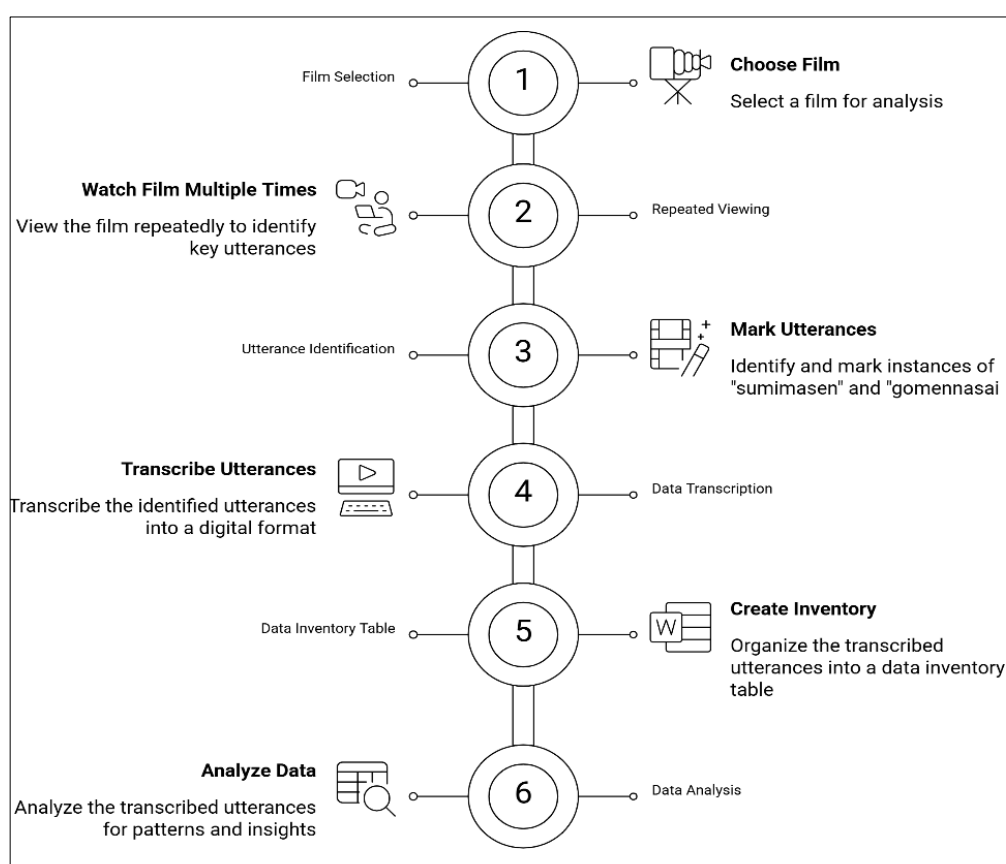 Film Selection
1
Choose Film
Select a film for analysis
Watch Film Multiple Times
View the film repeatedly to identify
key utterances
2
Repeated Viewing
Utterance Identification
3
Mark Utterances
Identify and mark instances of
"sumimasen" and "gomennasai
Transcribe Utterances
Transcribe the identified utterances
into a digital format
4
Data Transcription
Data Inventory Table
5
W
Create Inventory
Organize the transcribed
utterances into a data inventory
table
Analyze Data
Analyze the transcribed utterances
for patterns and insights
6
Data Analysis